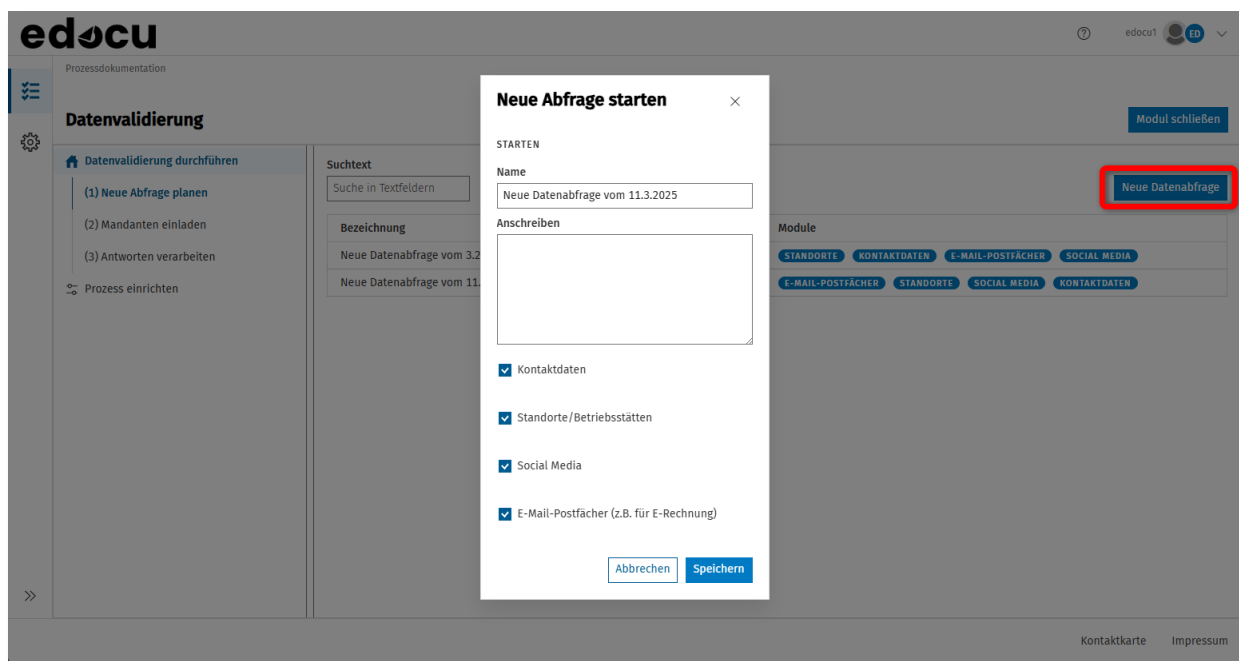 edocu
edocu1 ED
Prozessdokumentation
Datenvalidierung
Modul schließen
Datenvalidierung durchführen
(1) Neue Abfrage planen
(2) Mandanten einladen
(3) Antworten verarbeiten
Prozess einrichten
Suchtext
Suche in Textfeldern
Neue Datenabfrage
Bezeichnung Module
Neue Datenabfrage vom 3.2 STANDORTE KONTAKTDATEN E-MAIL-POSTFÄCHER SOCIAL MEDIA
Neue Datenabfrage vom 11. E-MAIL-POSTFÄCHER STANDORTE SOCIAL MEDIA KONTAKTDATEN
Neue Abfrage starten
STARTEN
Name
Neue Datenabfrage vom 11.3.2025
Anschreiben
Kontaktdaten
Standorte/Betriebsstätten
Social Media
E-Mail-Postfächer (z.B. für E-Rechnung)
Abbrechen Speichern
Kontaktkarte Impressum